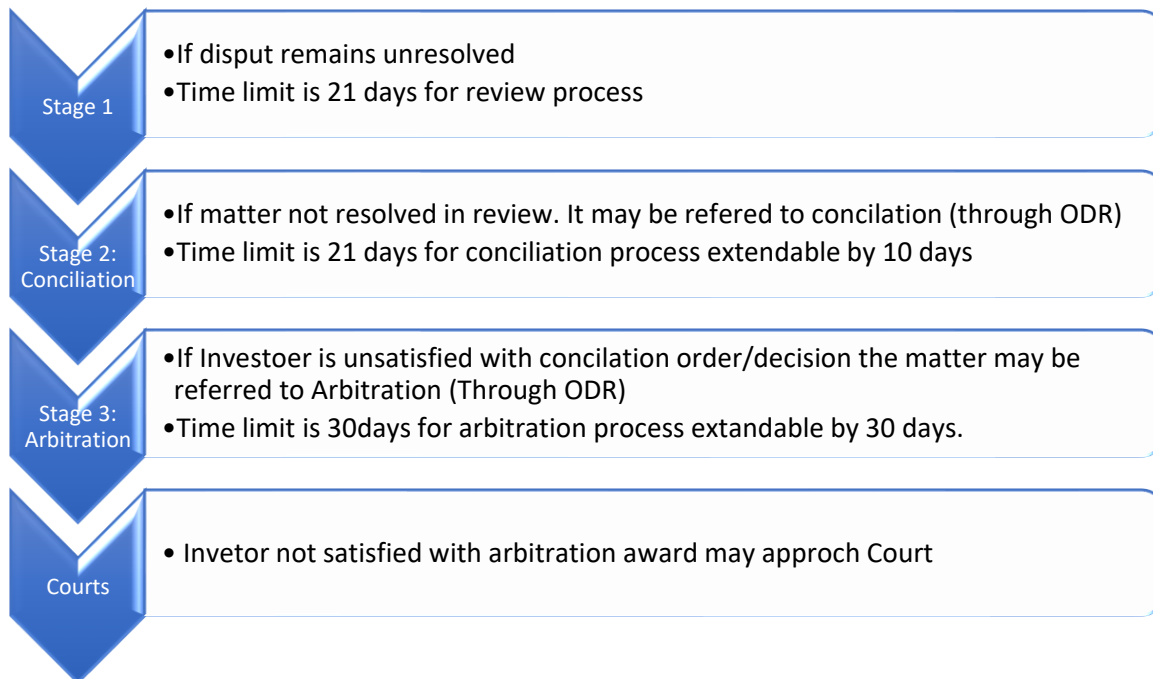 Stage 1
•If disput remains unresolved
•Time limit is 21 days for review process
Stage 2:
Conciliation
•If matter not resolved in review. It may be refered to concilation (through ODR)
•Time limit is 21 days for conciliation process extendable by 10 days
Stage 3:
Arbitration
•If Investoer is unsatisfied with concilation order/decision the matter may be
referred to Arbitration (Through ODR)
•Time limit is 30days for arbitration process extandable by 30 days.
Courts
• Invetor not satisfied with arbitration award may approch Court